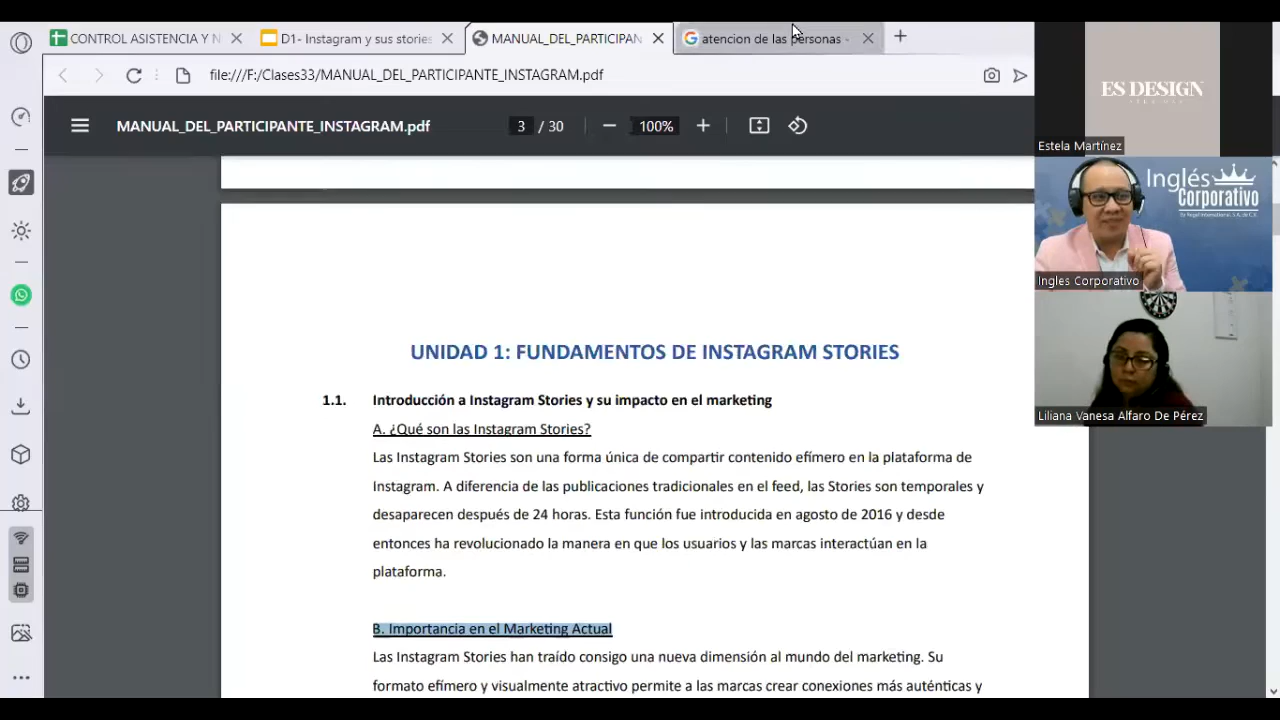 CONTROL ASISTENCIA Y N
D1- Instagram y sus stories
MANUAL_DEL_PARTICIPAN
atencion de las personas -
file:///F:/Clases33/MANUAL_DEL_PARTICIPANTE_INSTAGRAM.pdf
MANUAL_DEL_PARTICIPANTE_INSTAGRAM.pdf
3 / 30
100%
ES DESIGN
Estela Martínez
Inglés
Corporativo
Ingles Corporativo
Liliana Vanesa Alfaro De Pérez
UNIDAD 1: FUNDAMENTOS DE INSTAGRAM STORIES
1.1. Introducción a Instagram Stories y su impacto en el marketing
A. ¿Qué son las Instagram Stories?
Las Instagram Stories son una forma única de compartir contenido efímero en la plataforma de
Instagram. A diferencia de las publicaciones tradicionales en el feed, las Stories son temporales y
desaparecen después de 24 horas. Esta función fue introducida en agosto de 2016 y desde
entonces ha revolucionado la manera en que los usuarios y las marcas interactúan en la
plataforma.
B. Importancia en el Marketing Actual
Las Instagram Stories han traído consigo una nueva dimensión al mundo del marketing. Su
formato efímero y visualmente atractivo permite a las marcas crear conexiones más auténticas y